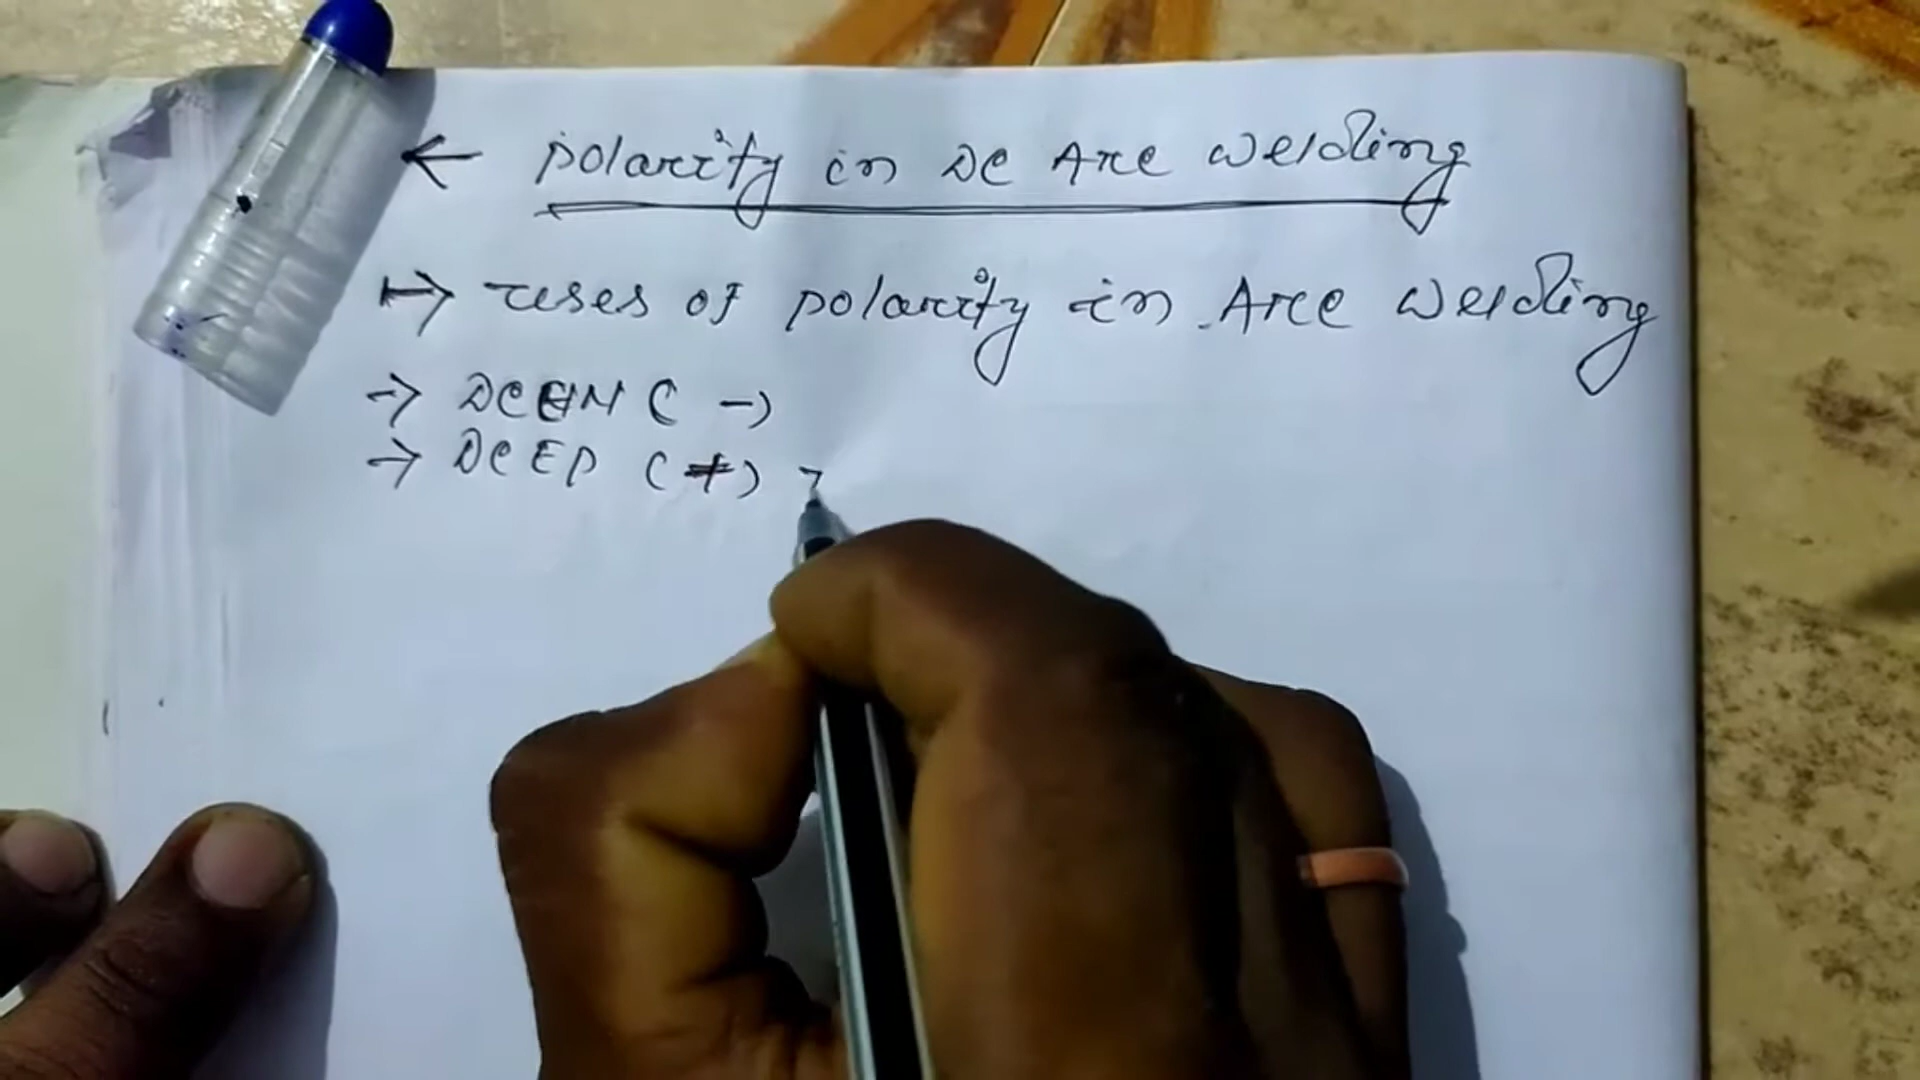 ← polarity in DC Arc welding
↦ uses of polarity in Arc welding
→ DCEN (-)
→ DCEP (+)